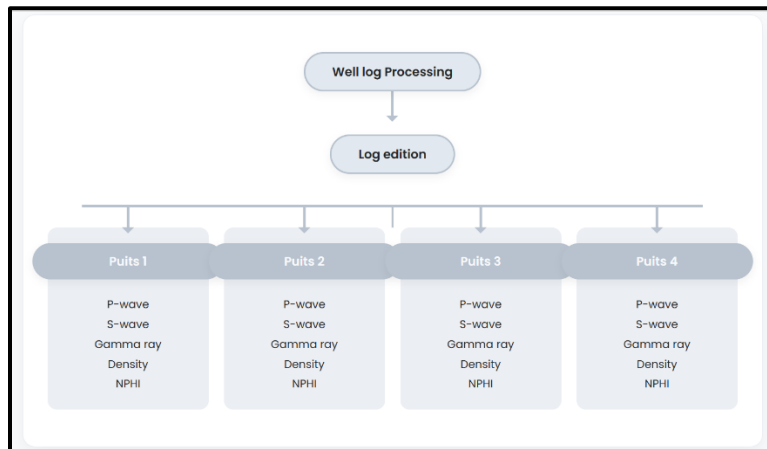 Well log Processing
Log edition
Puits 1
P-wave
S-wave
Gamma ray
Density
NPHI
Puits 2
P-wave
S-wave
Gamma ray
Density
NPHI
Puits 3
P-wave
S-wave
Gamma ray
Density
NPHI
Puits 4
P-wave
S-wave
Gamma ray
Density
NPHI